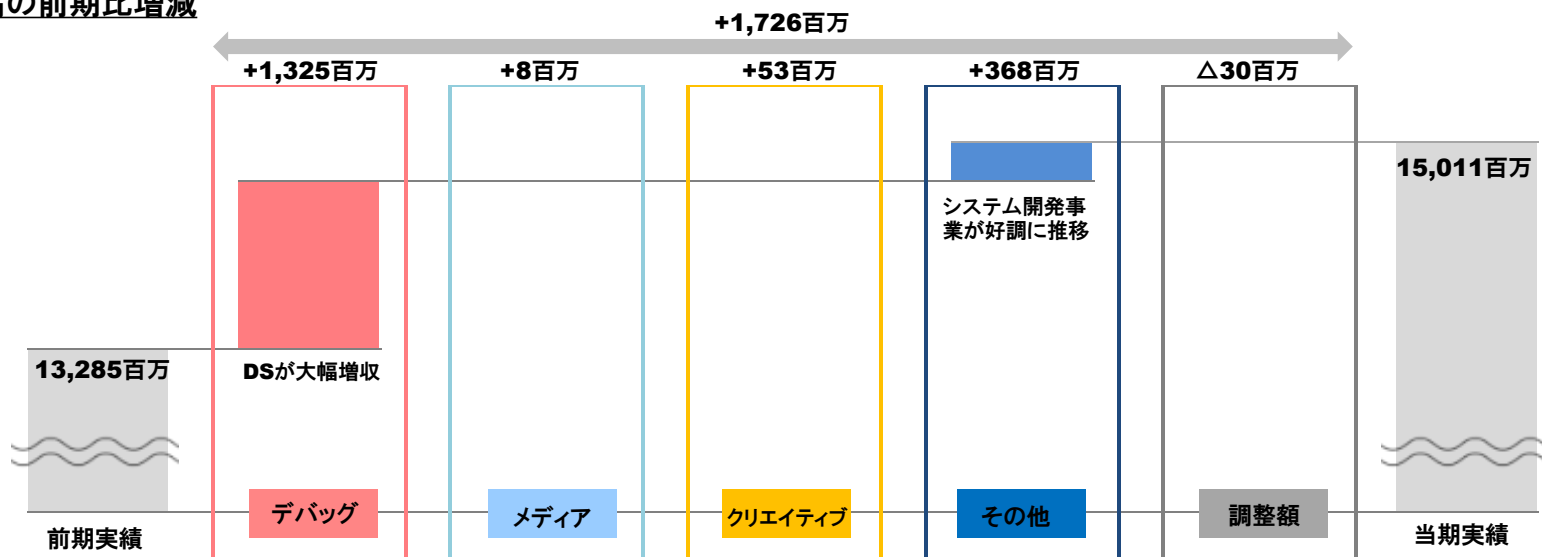 の前期比増減
+1,726百万
+1,325百万
+8百万
+53百万
+368百万
△30百万
15,011百万
システム開発事
業が好調に推移
13,285百万
DSが大幅増収
デバッグ
メディア
クリエイティブ
その他
調整額
前期実績
当期実績